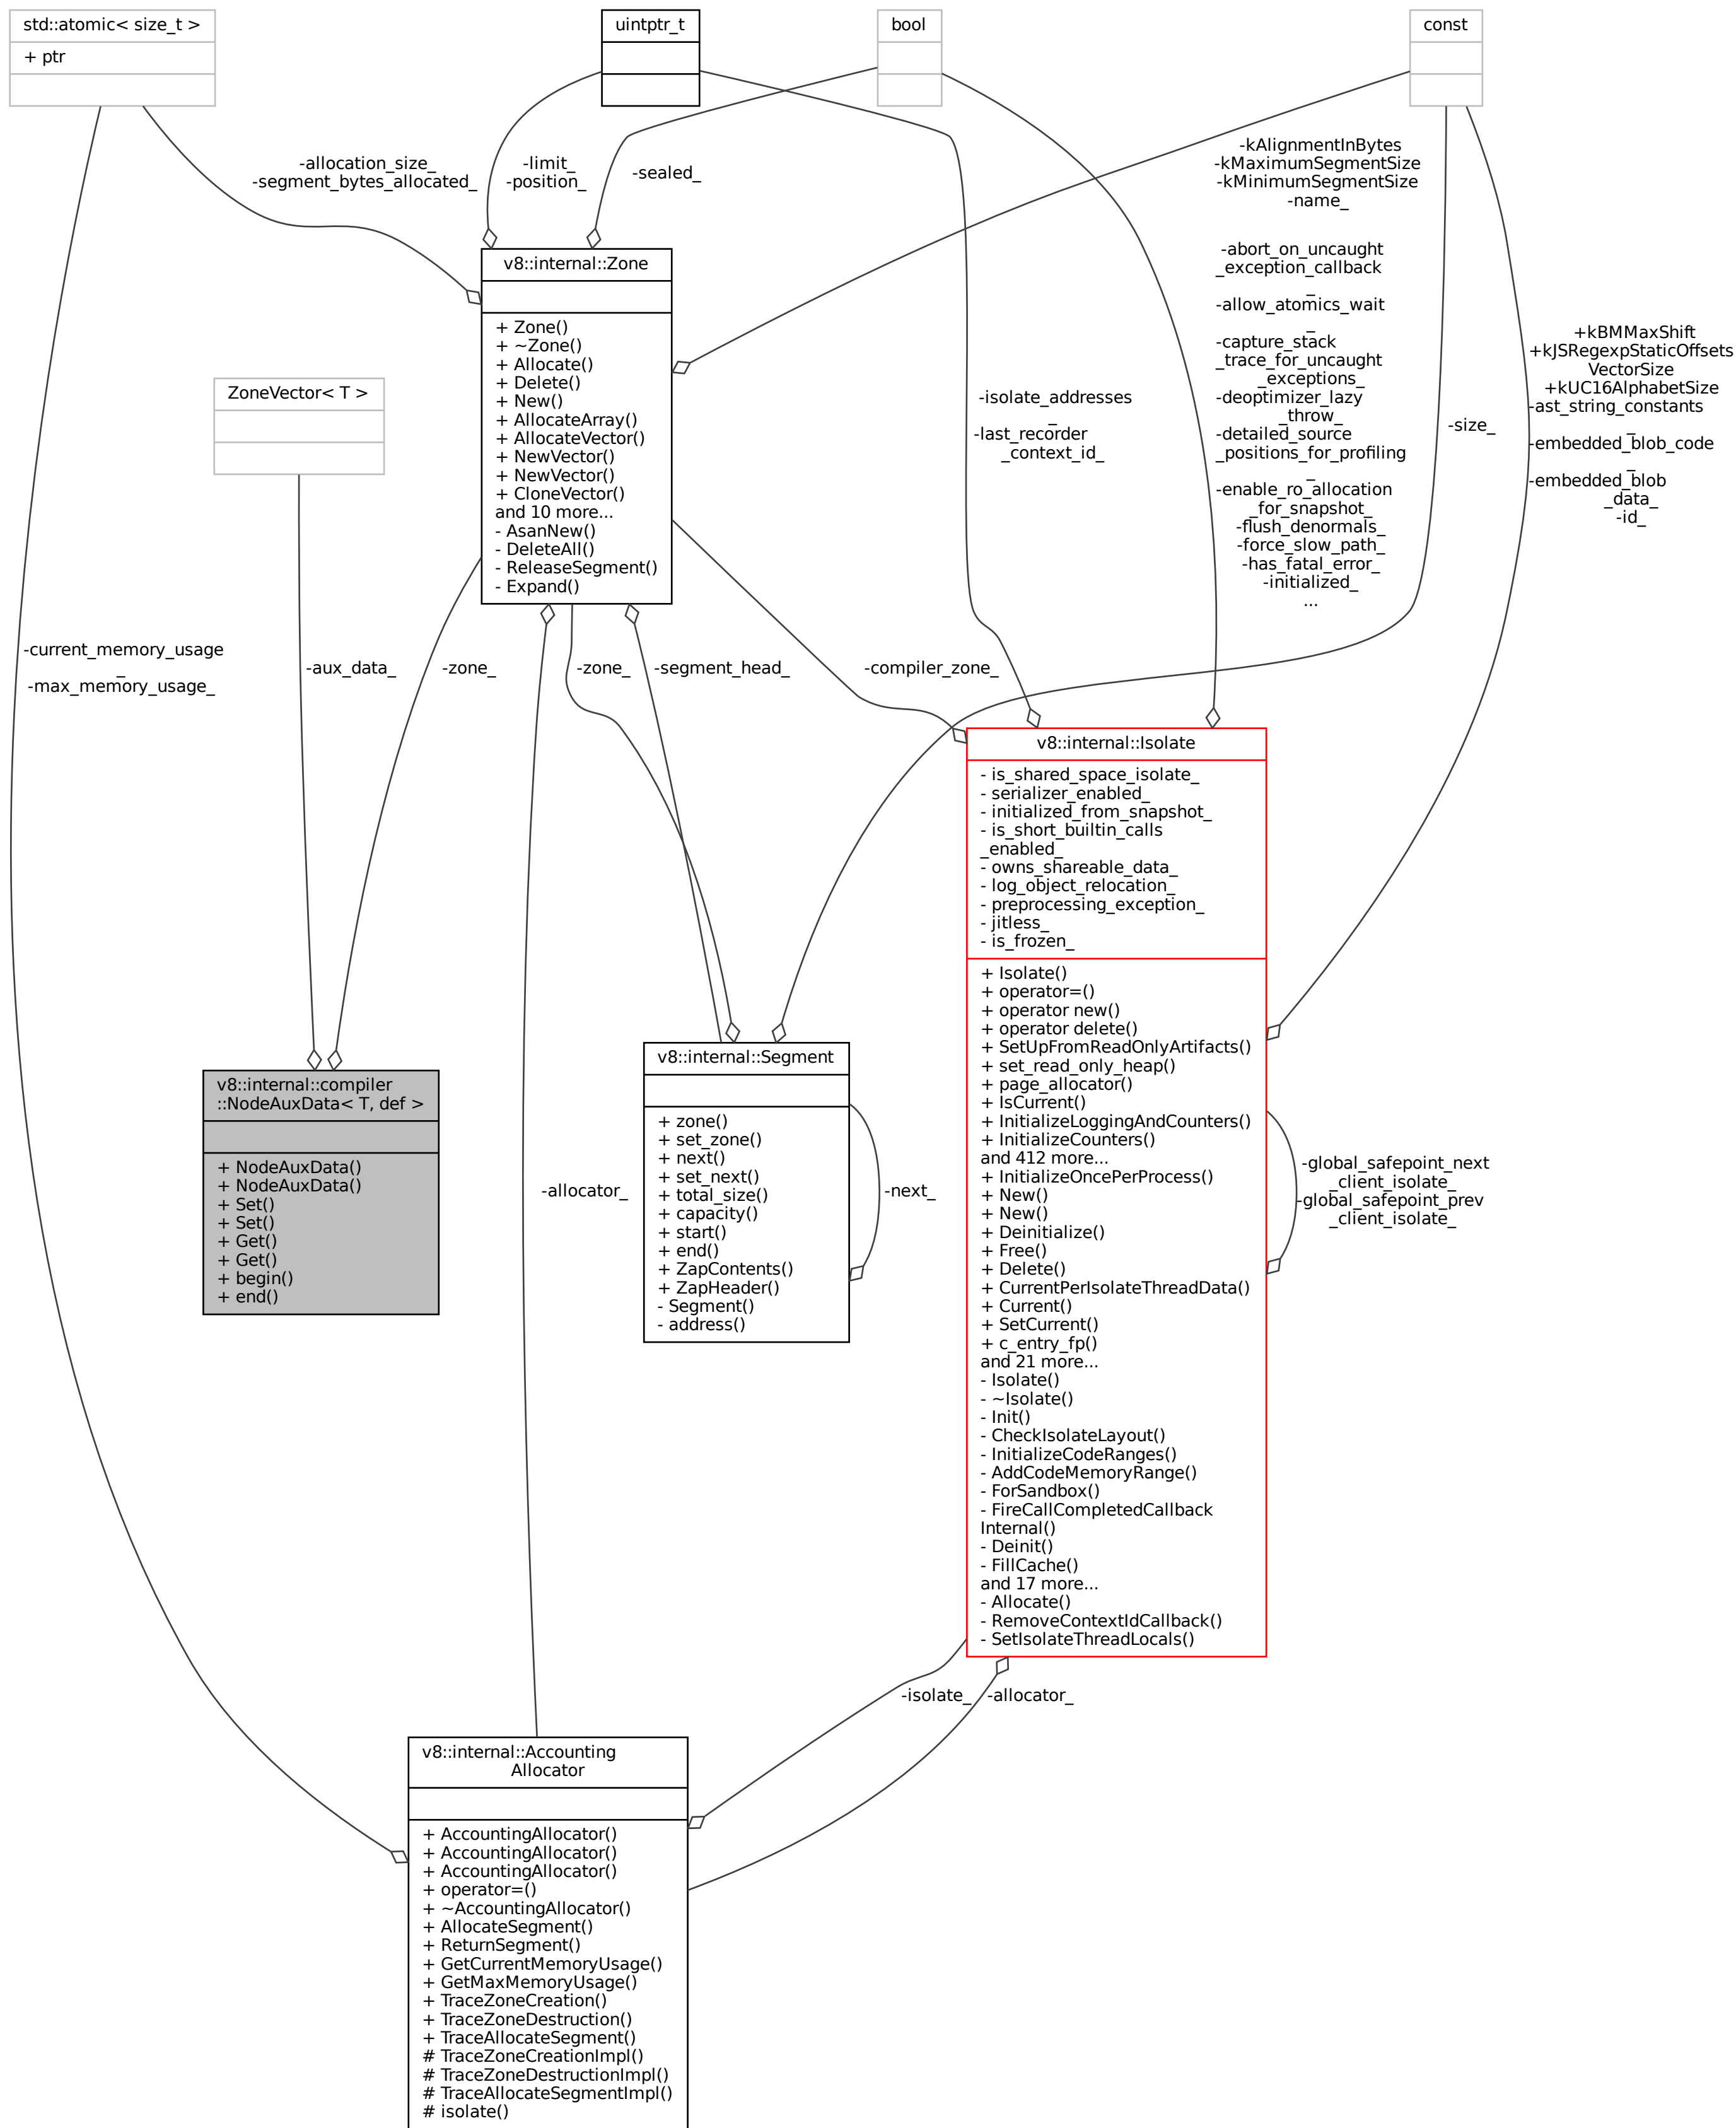 std::atomic< size_t >
+ ptr
uintptr_t
bool
const
-allocation_size_
-segment_bytes_allocated_
-limit_
-position_
-sealed_
-kAlignmentInBytes
-kMaximumSegmentSize
-kMinimumSegmentSize
-name_
v8::internal::Zone
+ Zone()
+ ~Zone()
+ Allocate()
+ Delete()
+ New()
+ AllocateArray()
+ AllocateVector()
+ NewVector()
+ NewVector()
+ CloneVector()
and 10 more...
- AsanNew()
- DeleteAll()
- ReleaseSegment()
- Expand()
ZoneVector< T >
-isolate_addresses
_
-last_recorder
_context_id_
-abort_on_uncaught
_exception_callback
_
-allow_atomics_wait
_
-capture_stack
_trace_for_uncaught
_exceptions_
-deoptimizer_lazy
_throw_
-detailed_source
_positions_for_profiling
_
-enable_ro_allocation
_for_snapshot_
-flush_denormals_
-force_slow_path_
-has_fatal_error_
-initialized_
...
-size_
+kBMMaxShift
+kJSRegexpStaticOffsets
VectorSize
+kUC16AlphabetSize
-ast_string_constants
_
-embedded_blob_code
_
-embedded_blob
_data_
-id_
-current_memory_usage
_
-max_memory_usage_
-aux_data_
-zone_
-zone_
-segment_head_
-compiler_zone_
v8::internal::Isolate
- is_shared_space_isolate_
- serializer_enabled_
- initialized_from_snapshot_
- is_short_builtin_calls
_enabled_
- owns_shareable_data_
- log_object_relocation_
- preprocessing_exception_
- jitless_
- is_frozen_
+ Isolate()
+ operator=()
+ operator new()
+ operator delete()
+ SetUpFromReadOnlyArtifacts()
+ set_read_only_heap()
+ page_allocator()
+ IsCurrent()
+ InitializeLoggingAndCounters()
+ InitializeCounters()
and 412 more...
+ InitializeOncePerProcess()
+ New()
+ New()
+ Deinitialize()
+ Free()
+ Delete()
+ CurrentPerIsolateThreadData()
+ Current()
+ SetCurrent()
+ c_entry_fp()
and 21 more...
- Isolate()
- ~Isolate()
- Init()
- CheckIsolateLayout()
- InitializeCodeRanges()
- AddCodeMemoryRange()
- ForSandbox()
- FireCallCompletedCallback
Internal()
- Deinit()
- FillCache()
and 17 more...
- Allocate()
- RemoveContextIdCallback()
- SetIsolateThreadLocals()
v8::internal::compiler
::NodeAuxData< T, def >
+ NodeAuxData()
+ NodeAuxData()
+ Set()
+ Set()
+ Get()
+ Get()
+ begin()
+ end()
-allocator_
v8::internal::Segment
+ zone()
+ set_zone()
+ next()
+ set_next()
+ total_size()
+ capacity()
+ start()
+ end()
+ ZapContents()
+ ZapHeader()
- Segment()
- address()
-next_
-global_safepoint_next
_client_isolate_
-global_safepoint_prev
_client_isolate_
-isolate_
-allocator_
v8::internal::Accounting
Allocator
+ AccountingAllocator()
+ AccountingAllocator()
+ AccountingAllocator()
+ operator=()
+ ~AccountingAllocator()
+ AllocateSegment()
+ ReturnSegment()
+ GetCurrentMemoryUsage()
+ GetMaxMemoryUsage()
+ TraceZoneCreation()
+ TraceZoneDestruction()
+ TraceAllocateSegment()
# TraceZoneCreationImpl()
# TraceZoneDestructionImpl()
# TraceAllocateSegmentImpl()
# isolate()